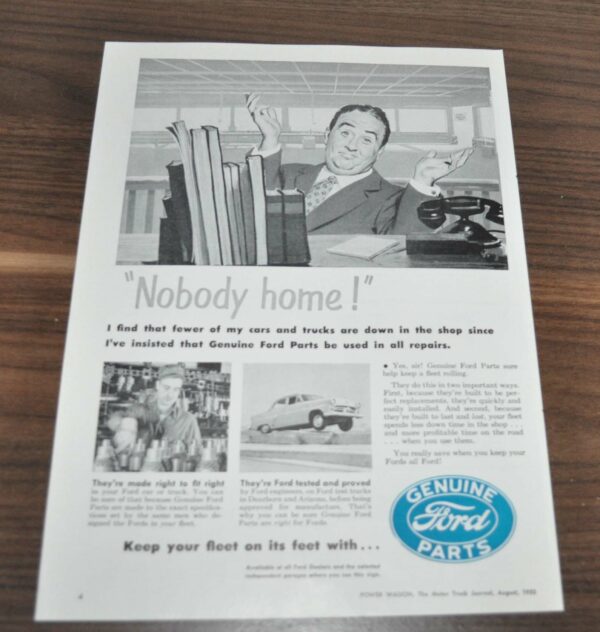 "Nobody home!"
I find that fewer of my cars and trucks are down in the shop since
I've insisted that Genuine Ford Parts be used in all repairs.
They're made right to fit right
in your Ford car or truck. You can
be sure of that because Genuine Ford
Parts are made to the exact specifica-
tions set by the same men who de-
signed the Fords in your fleet.
They're Ford tested and proved
by Ford engineers, on Ford test tracks
in Dearborn and Arizona, before being
approved for manufacture. That's
why you can be sure Genuine Ford
Parts are right for Fords.
• Yes, sir! Genuine Ford Parts sure
help keep a fleet rolling.
They do this in two important ways.
First, because they're built to be per-
fect replacements, they're quickly and
easily installed. And second, because
they're built to last and last, your fleet
spends less down time in the shop . . .
and more profitable time on the road
. . . when you use them.
You really save when you keep your
Fords all Ford!
GENUINE
Ford
PARTS
Keep your fleet on its feet with...
Available at all Ford Dealers and the selected
independent garages where you see this sign.
4
POWER WAGON, The Motor Truck Journal, August,